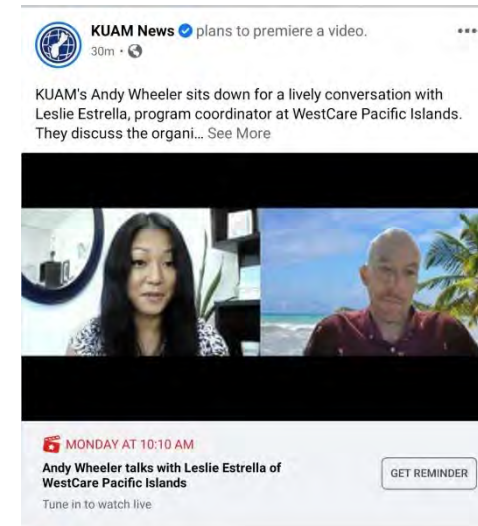 KUAM News plans to premiere a video.
30m ·
KUAM's Andy Wheeler sits down for a lively conversation with
Leslie Estrella, program coordinator at WestCare Pacific Islands.
They discuss the organi... See More
MONDAY AT 10:10 AM
Andy Wheeler talks with Leslie Estrella of
WestCare Pacific Islands
GET REMINDER
Tune in to watch live